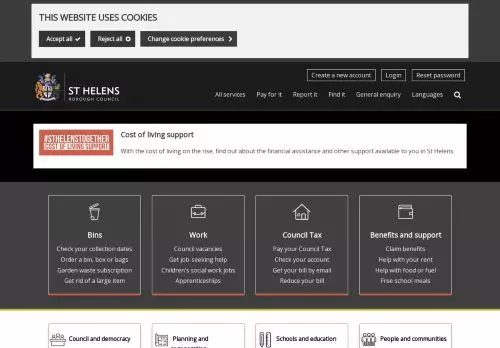 THIS WEBSITE USES COOKIES
Accept all
Reject all
Change cookie preferences
Create a new account
Login
Reset password
ST HELENS
BOROUGH COUNCIL
All services
Pay for it
Report it
Find it
General enquiry
Languages
#STHELENSTOGETHER
COST OF LIVING SUPPORT
Cost of living support
With the cost of living on the rise, find out about the financial assistance and other support available to you in St Helens
Bins
Check your collection dates
Order a bin, box or bags
Garden waste subscription
Get rid of a large item
Work
Council vacancies
Get job-seeking help
Children's social work jobs
Apprenticeships
Council Tax
Pay your Council Tax
Check your account
Get your bill by email
Reduce your bill
Benefits and support
Claim benefits
Help with your rent
Help with food or fuel
Free school meals
Council and democracy
Planning and
Schools and education
People and communities